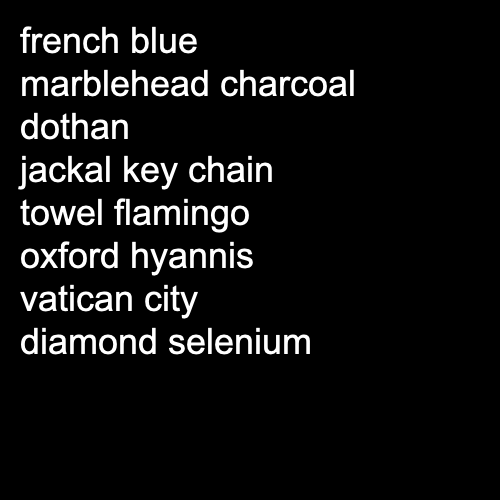 french blue
marblehead charcoal
dothan
jackal key chain
towel flamingo
oxford hyannis
vatican city
diamond selenium